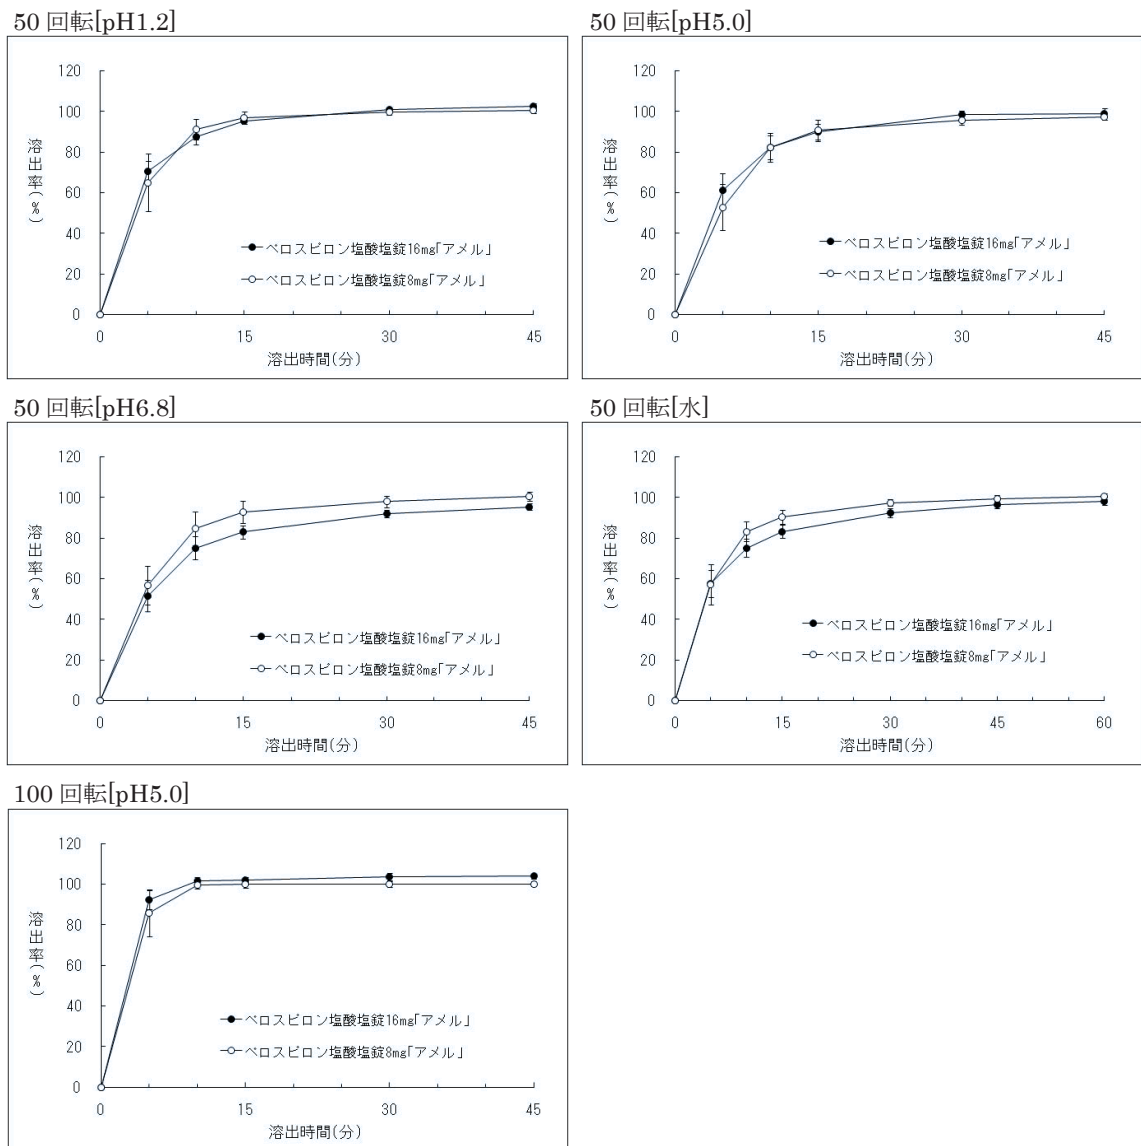 50 回転[pH1.2]
120
100
80
60
40
20
0
溶出率(%)
ペロスピロン塩酸塩錠16mg「アメル」
ペロスピロン塩酸塩錠8mg「アメル」
0 15 30 45
溶出時間(分)
50 回転[pH5.0]
120
100
80
60
40
20
0
溶出率(%)
ペロスピロン塩酸塩錠16mg「アメル」
ペロスピロン塩酸塩錠8mg「アメル」
0 15 30 45
溶出時間(分)
50 回転[pH6.8]
120
100
80
60
40
20
0
溶出率(%)
ペロスピロン塩酸塩錠16mg「アメル」
ペロスピロン塩酸塩錠8mg「アメル」
0 15 30 45
溶出時間(分)
50 回転[水]
120
100
80
60
40
20
0
溶出率(%)
ペロスピロン塩酸塩錠16mg「アメル」
ペロスピロン塩酸塩錠8mg「アメル」
0 15 30 45 60
溶出時間(分)
100 回転[pH5.0]
120
100
80
60
40
20
0
溶出率(%)
ペロスピロン塩酸塩錠16mg「アメル」
ペロスピロン塩酸塩錠8mg「アメル」
0 15 30 45
溶出時間(分)